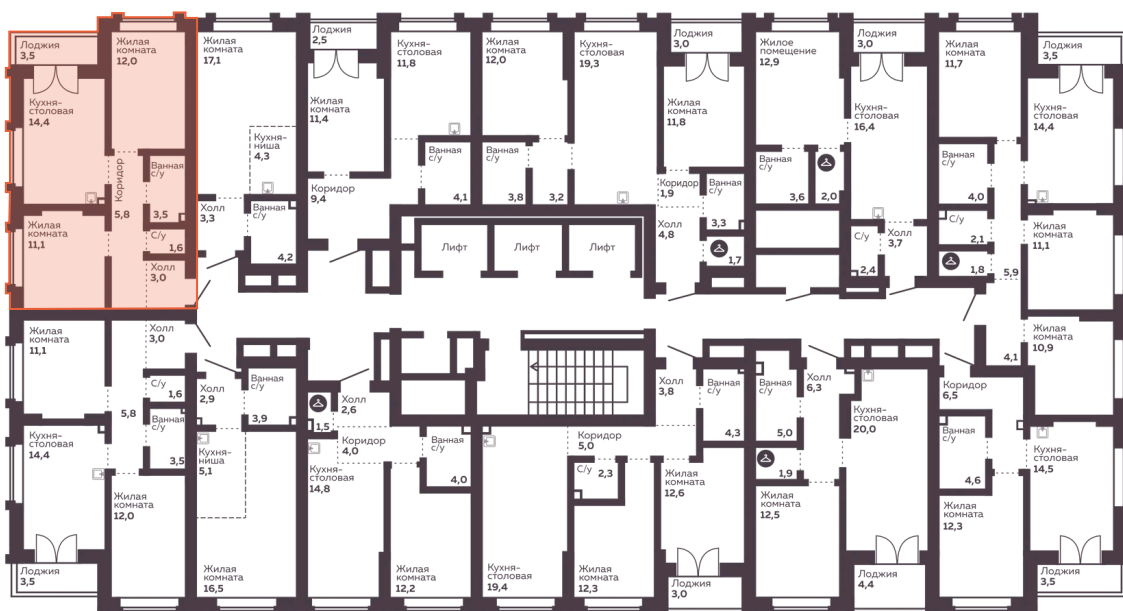 Лоджия
3,5
Жилая
комната
12,0
Кухня-
столовая
14,4
Коридор
5,8
Ванная
с/у
3,5
С/у
1,6
Жилая
комната
11,1
Холл
3,0
Жилая
комната
17,1
Кухня-
ниша
4,3
Холл
3,3
Ванная
с/у
4,2
Лоджия
2,5
Жилая
комната
11,4
Коридор
9,4
Кухня-
столовая
11,8
Ванная
с/у
4,1
Жилая
комната
12,0
Ванная
с/у
3,8
3,2
Кухня-
столовая
19,3
Лифт
Лифт
Лифт
Лоджия
3,0
Жилая
комната
11,8
Коридор
1,9
Холл
4,8
Ванная
с/у
3,3
1,7
Жилое
помещение
12,9
Ванная
с/у
3,6
2,0
Лоджия
3,0
Кухня-
столовая
16,4
С/у
2,4
Холл
3,7
Жилая
комната
11,7
Ванная
с/у
4,0
С/у
2,1
1,8
5,9
Лоджия
3,5
Кухня-
столовая
14,4
Жилая
комната
11,1
Жилая
комната
11,1
Холл
3,0
С/у
1,6
5,8
Ванная
с/у
3,5
Кухня-
столовая
14,4
Жилая
комната
12,0
Лоджия
3,5
Холл
2,9
Ванная
с/у
3,9
Кухня-
ниша
5,1
Жилая
комната
16,5
Холл
2,6
1,5
Коридор
4,0
Кухня-
столовая
14,8
Ванная
с/у
4,0
Жилая
комната
12,2
Кухня-
столовая
19,4
Коридор
5,0
С/у
2,3
Жилая
комната
12,3
Холл
3,8
Ванная
с/у
4,3
Жилая
комната
12,6
Лоджия
3,0
Ванная
с/у
5,0
Холл
6,3
1,9
Жилая
комната
12,5
Кухня-
столовая
20,0
Лоджия
4,4
4,1
Жилая
комната
10,9
Коридор
6,5
Ванная
с/у
4,6
Жилая
комната
12,3
Кухня-
столовая
14,5
Лоджия
3,5